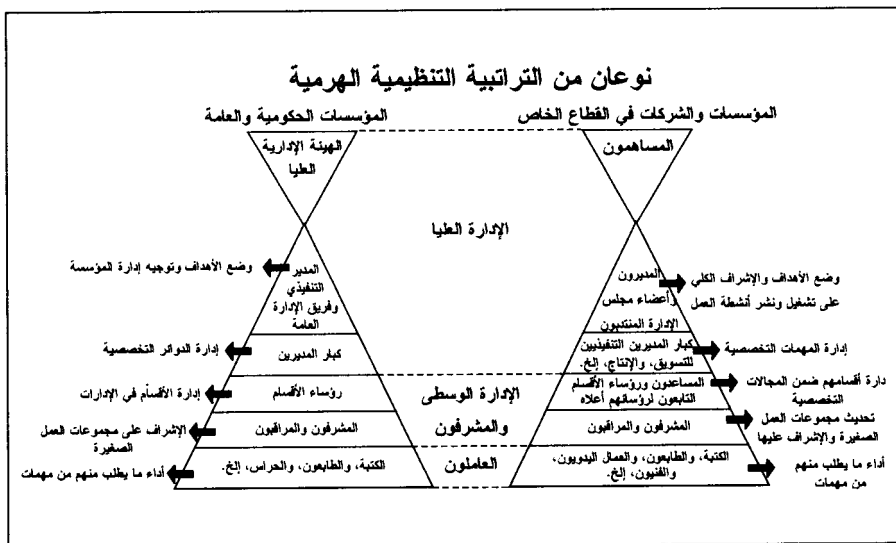 نوعان من التراتبية التنظيمية الهرمية
المؤسسات والشركات في القطاع الخاص
المؤسسات الحكومية والعامة
المساهمون
الهيئة الإدارية
العليا
الإدارة العليا
المديرون
وأعضاء مجلس
الإدارة المنتدبون
وضع الأهداف والإشراف الكلي
على تشغيل ونشر أنشطة العمل
المدير
التنفيذي
وفريق الإدارة
العامة
وضع الأهداف وتوجيه إدارة المؤسسة
كبار المديرين التنفيذيين
للتسويق، والإنتاج، إلخ.
إدارة المهمات التخصصية
كبار المديرين
إدارة الدوائر التخصصية
الإدارة الوسطى
والمشرفون
المساعدون ورؤساء الأقسام
التابعون لرؤسائهم أعلاه
دارة أقسامهم ضمن المجالات
التخصصية
رؤساء الأقسام
إدارة الأقسام في الإدارات
المشرفون والمراقبون
تحديث مجموعات العمل
الصغيرة والإشراف عليها
المشرفون والمراقبون
الإشراف على مجموعات العمل
الصغيرة
العاملون
الكتبة، والطابعون، والعمال اليدويون،
والفنيون، إلخ.
أداء ما يطلب منهم
من مهمات
الكتبة، والطابعون، والحراس، إلخ.
أداء ما يطلب منهم من مهمات